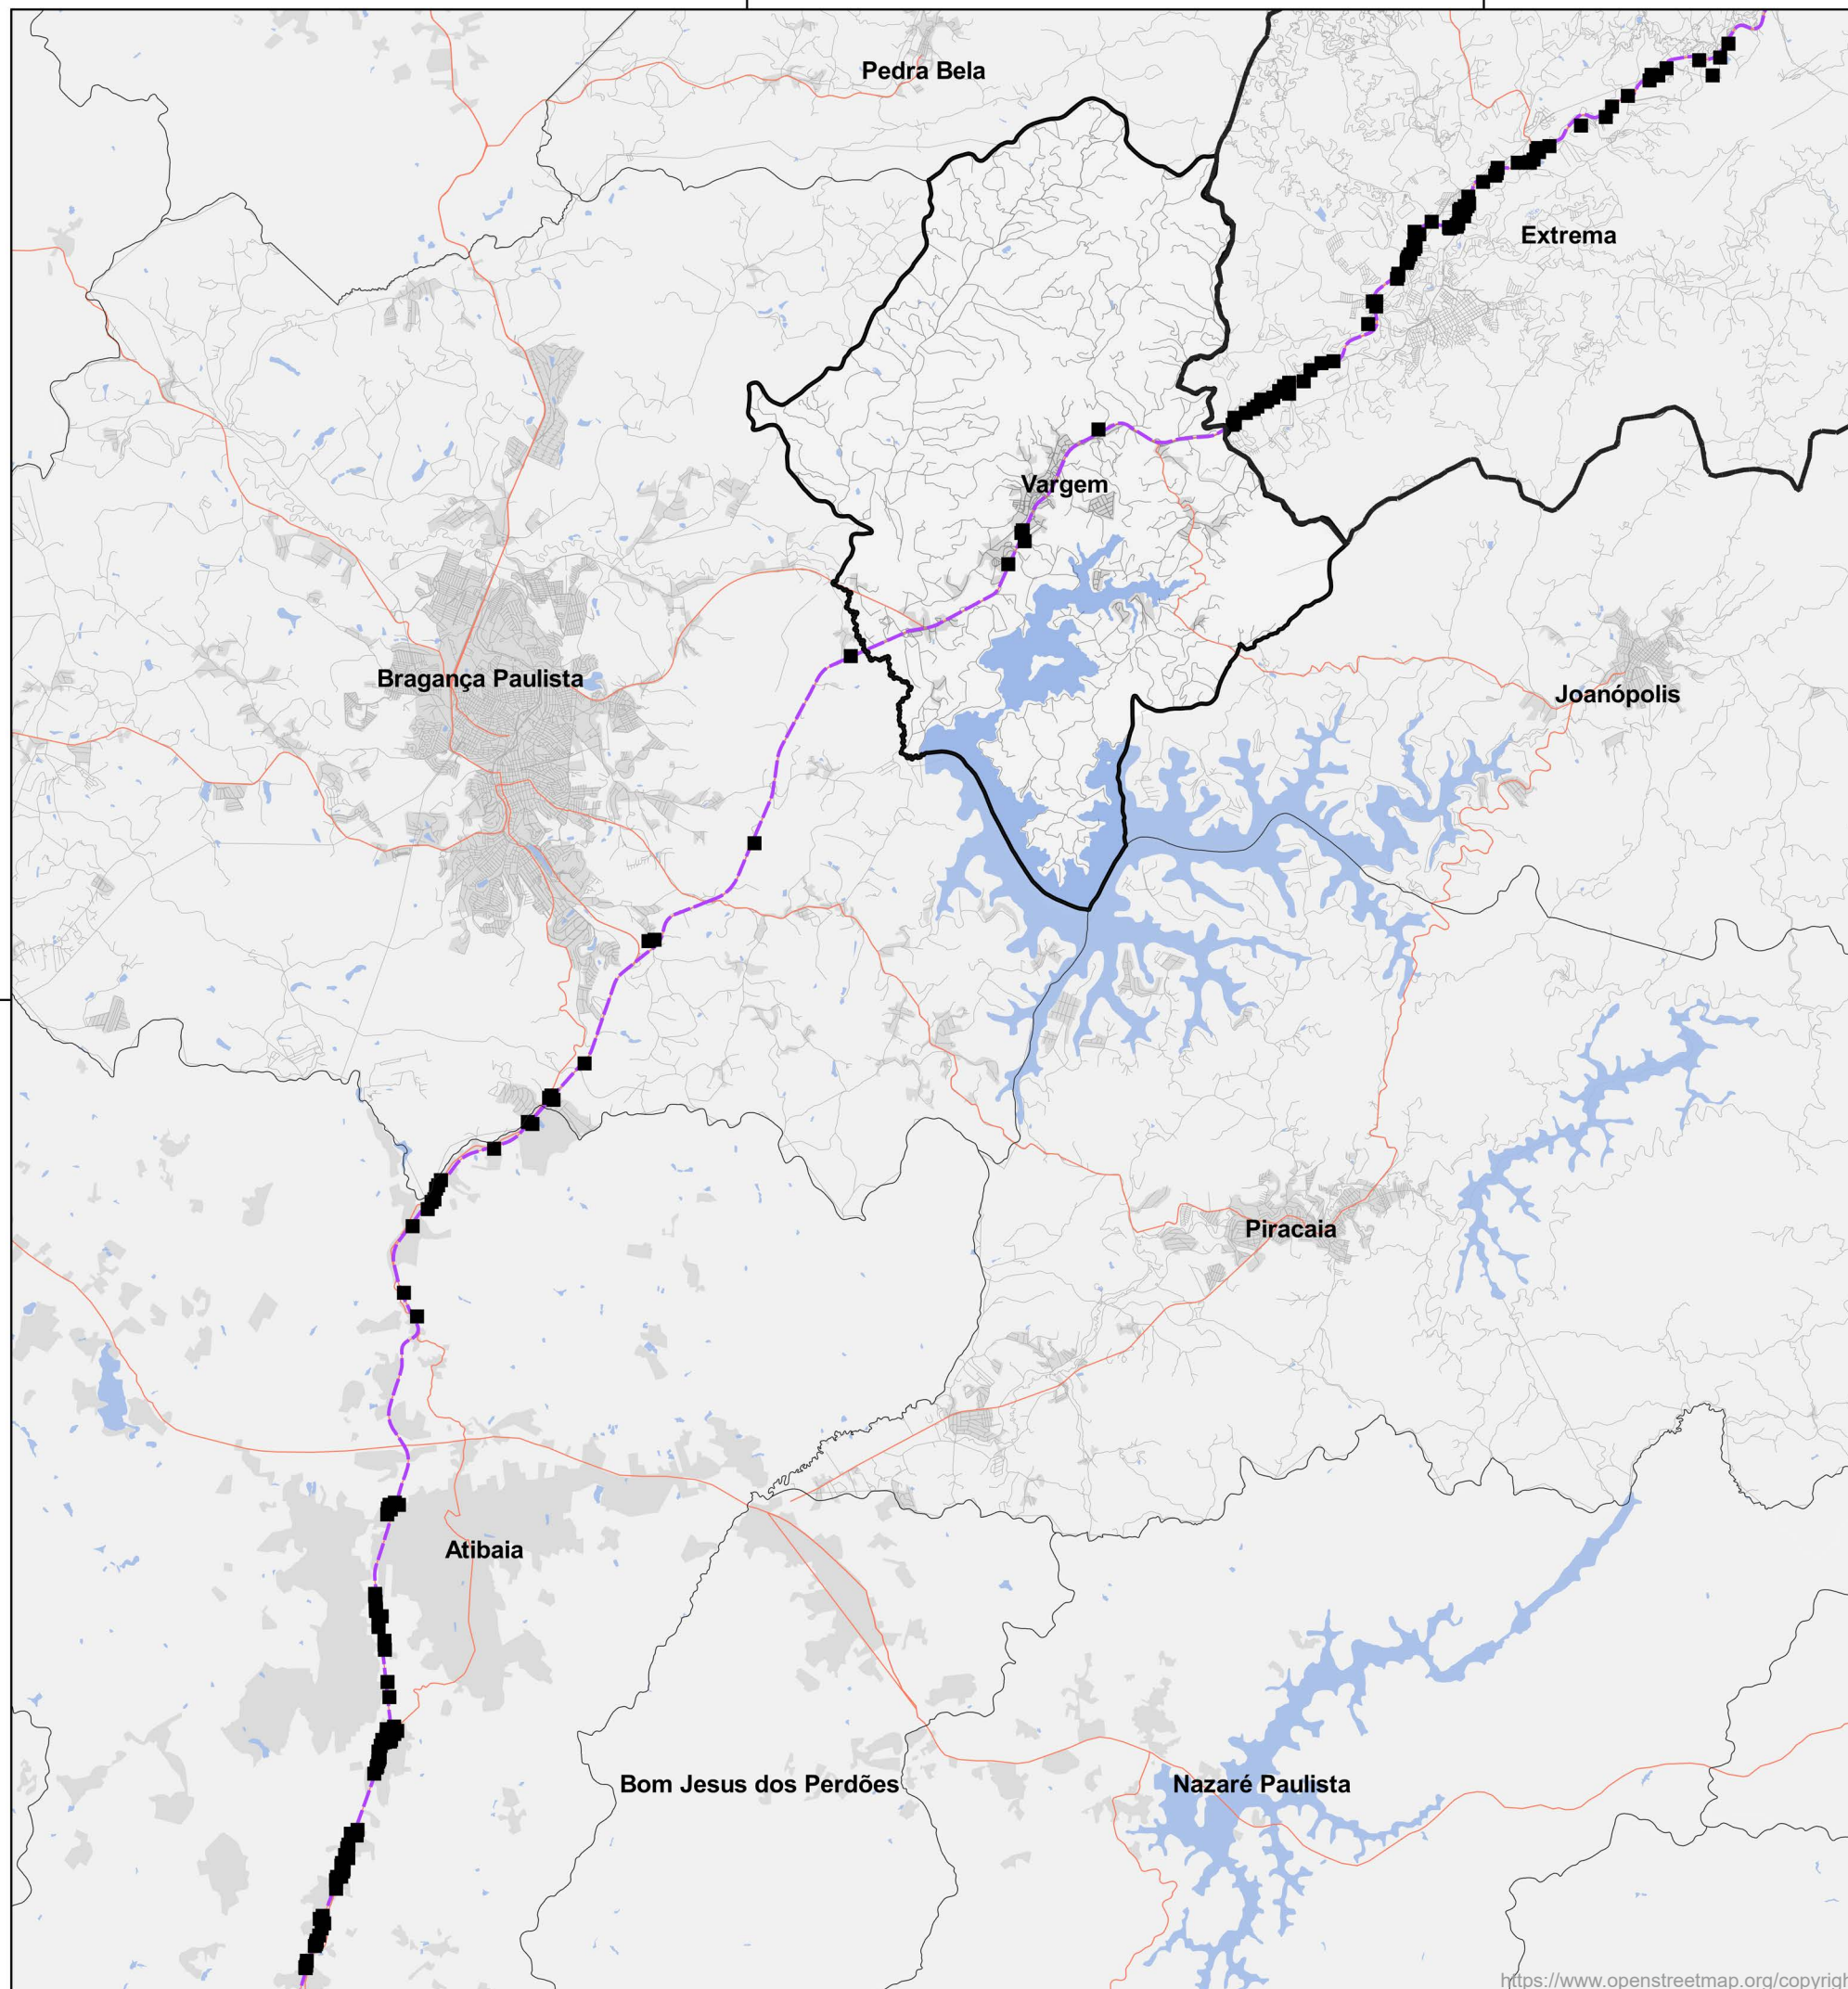 Pedra Bela
Extrema
Vargem
Bragança Paulista
Joanópolis
Piracaia
Atibaia
Bom Jesus dos Perdões
Nazaré Paulista
https://www.openstreetmap.org/copyrigh